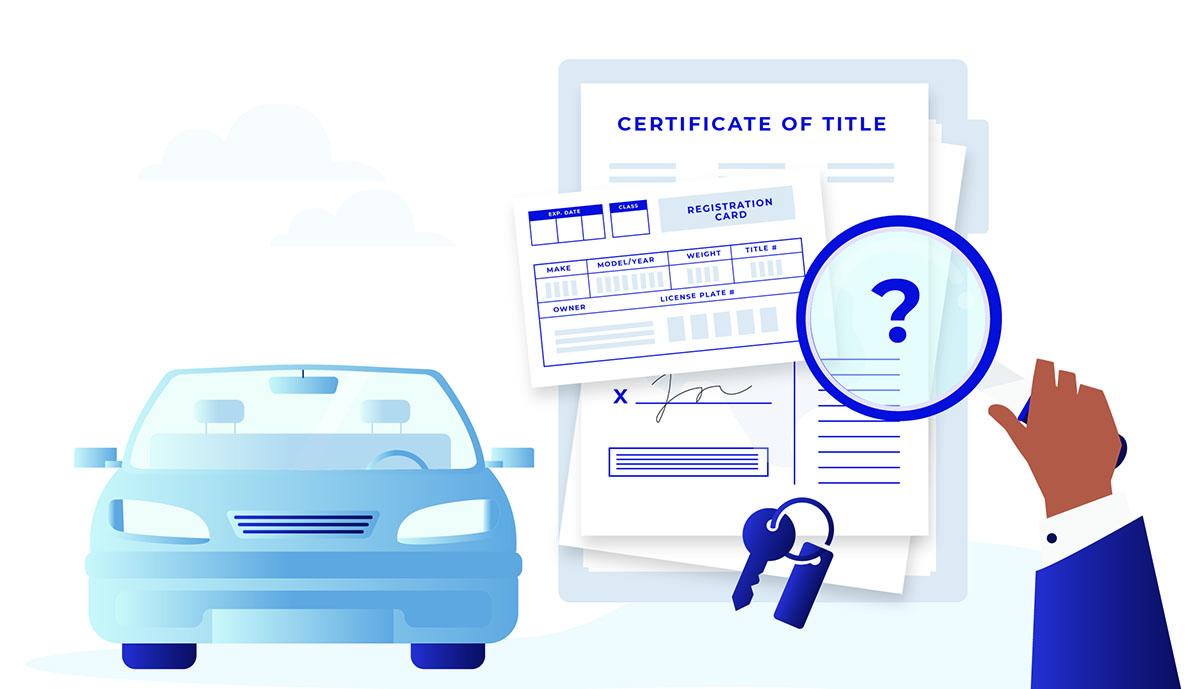 CERTIFICATE OF TITLE
EXP. DATE
CLASS
REGISTRATION
CARD
MAKE
MODEL/YEAR
WEIGHT
TITLE #
OWNER
LICENSE PLATE #
?
X